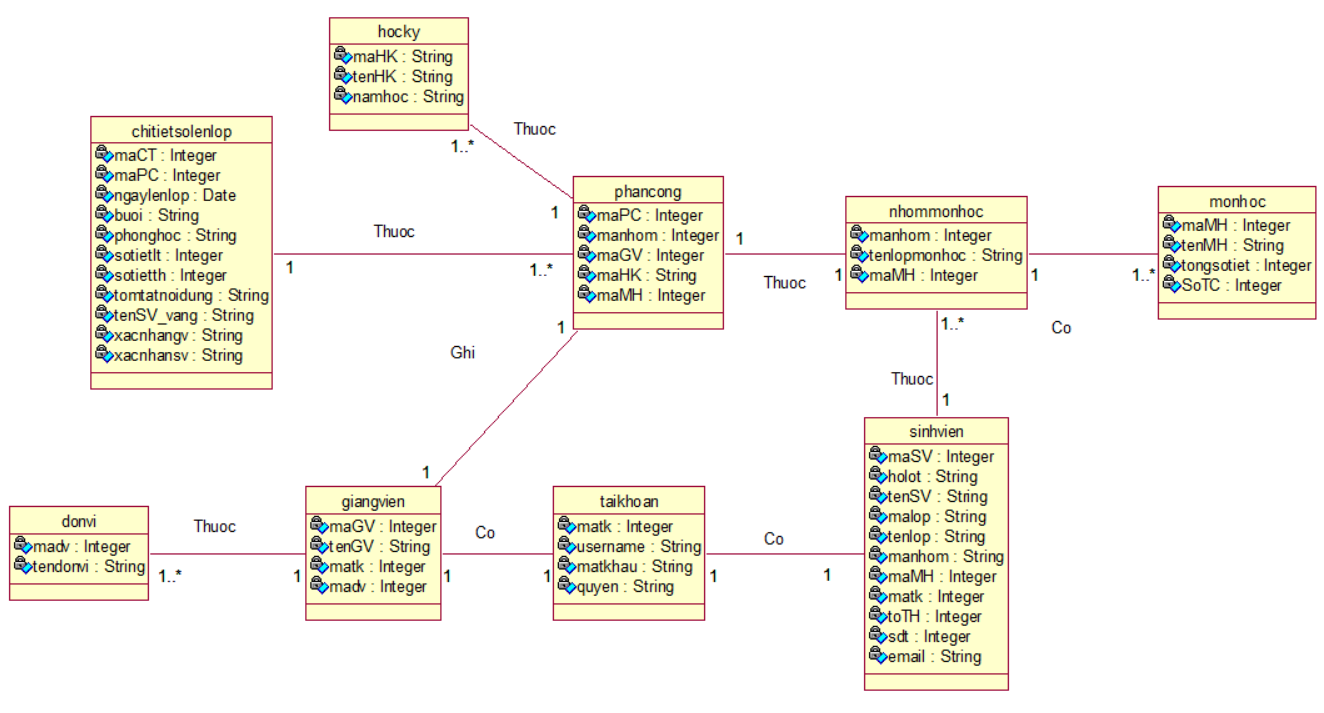 hocky
maHK : String
tenHK : String
namhoc : String
1..*
Thuoc
1
chitietsolenlop
maCT : Integer
maPC : Integer
ngaylenlop : Date
buoi : String
phonghoc : String
sotietlt : Integer
sotietth : Integer
tomtatnoidung : String
tenSV_vang : String
xacnhangv : String
xacnhansv : String
1
Thuoc
1..*
phancong
maPC : Integer
manhom : Integer
maGV : Integer
maHK : String
maMH : Integer
1
Thuoc
1
nhommonhoc
manhom : Integer
tenlopmonhoc : String
maMH : Integer
1
Co
1..*
monhoc
maMH : Integer
tenMH : String
tongsotiet : Integer
SoTC : Integer
1
Ghi
1
1..*
Thuoc
1
donvi
madv : Integer
tendonvi : String
1..*
Thuoc
1
giangvien
maGV : Integer
tenGV : String
matk : Integer
madv : Integer
1
Co
1
taikhoan
matk : Integer
username : String
matkhau : String
quyen : String
1
Co
1
sinhvien
maSV : Integer
holot : String
tenSV : String
malop : String
tenlop : String
manhom : String
maMH : Integer
matk : Integer
toTH : Integer
sdt : Integer
email : String